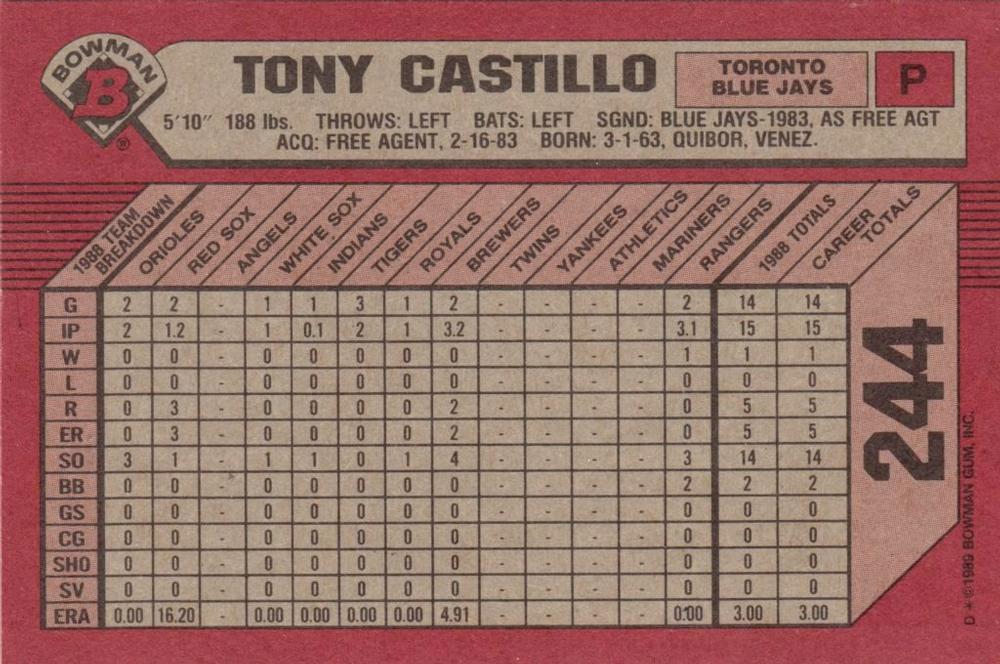 BOWMAN
B
®
TONY CASTILLO
TORONTO
BLUE JAYS
P
5'10" 188 lbs. THROWS: LEFT BATS: LEFT SGND: BLUE JAYS-1983, AS FREE AGT
ACQ: FREE AGENT, 2-16-83 BORN: 3-1-63, QUIBOR, VENEZ.
1988 TEAM
BREAKDOWN
ORIOLES
RED SOX
ANGELS
WHITE SOX
INDIANS
TIGERS
ROYALS
BREWERS
TWINS
YANKEES
ATHLETICS
MARINERS
RANGERS
1988 TOTALS
CAREER
TOTALS
G 2 2 - 1 1 3 1 2 - - - - 2 14 14
IP 2 1.2 - 1 0.1 2 1 3.2 - - - - 3.1 15 15
W 0 0 - 0 0 0 0 0 - - - - 1 1 1
L 0 0 - 0 0 0 0 0 - - - - 0 0 0
R 0 3 - 0 0 0 0 2 - - - - 0 5 5
ER 0 3 - 0 0 0 0 2 - - - - 0 5 5
SO 3 1 - 1 1 0 1 4 - - - - 3 14 14
BB 0 0 - 0 0 0 0 0 - - - - 2 2 2
GS 0 0 - 0 0 0 0 0 - - - - 0 0 0
CG 0 0 - 0 0 0 0 0 - - - - 0 0 0
SHO 0 0 - 0 0 0 0 0 - - - - 0 0 0
SV 0 0 - 0 0 0 0 0 - - - - 0 0 0
ERA 0.00 16.20 - 0.00 0.00 0.00 0.00 4.91 - - - - 0.00 3.00 3.00
244
D*©1989 BOWMAN GUM, INC.